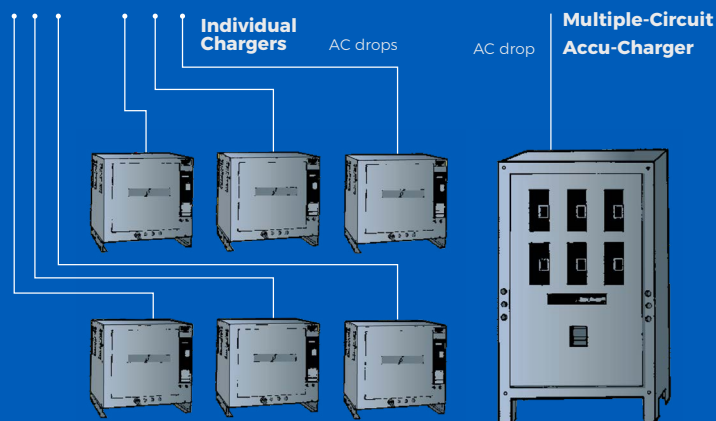 Individual
Chargers
AC drops
AC drop
Multiple-Circuit
Accu-Charger